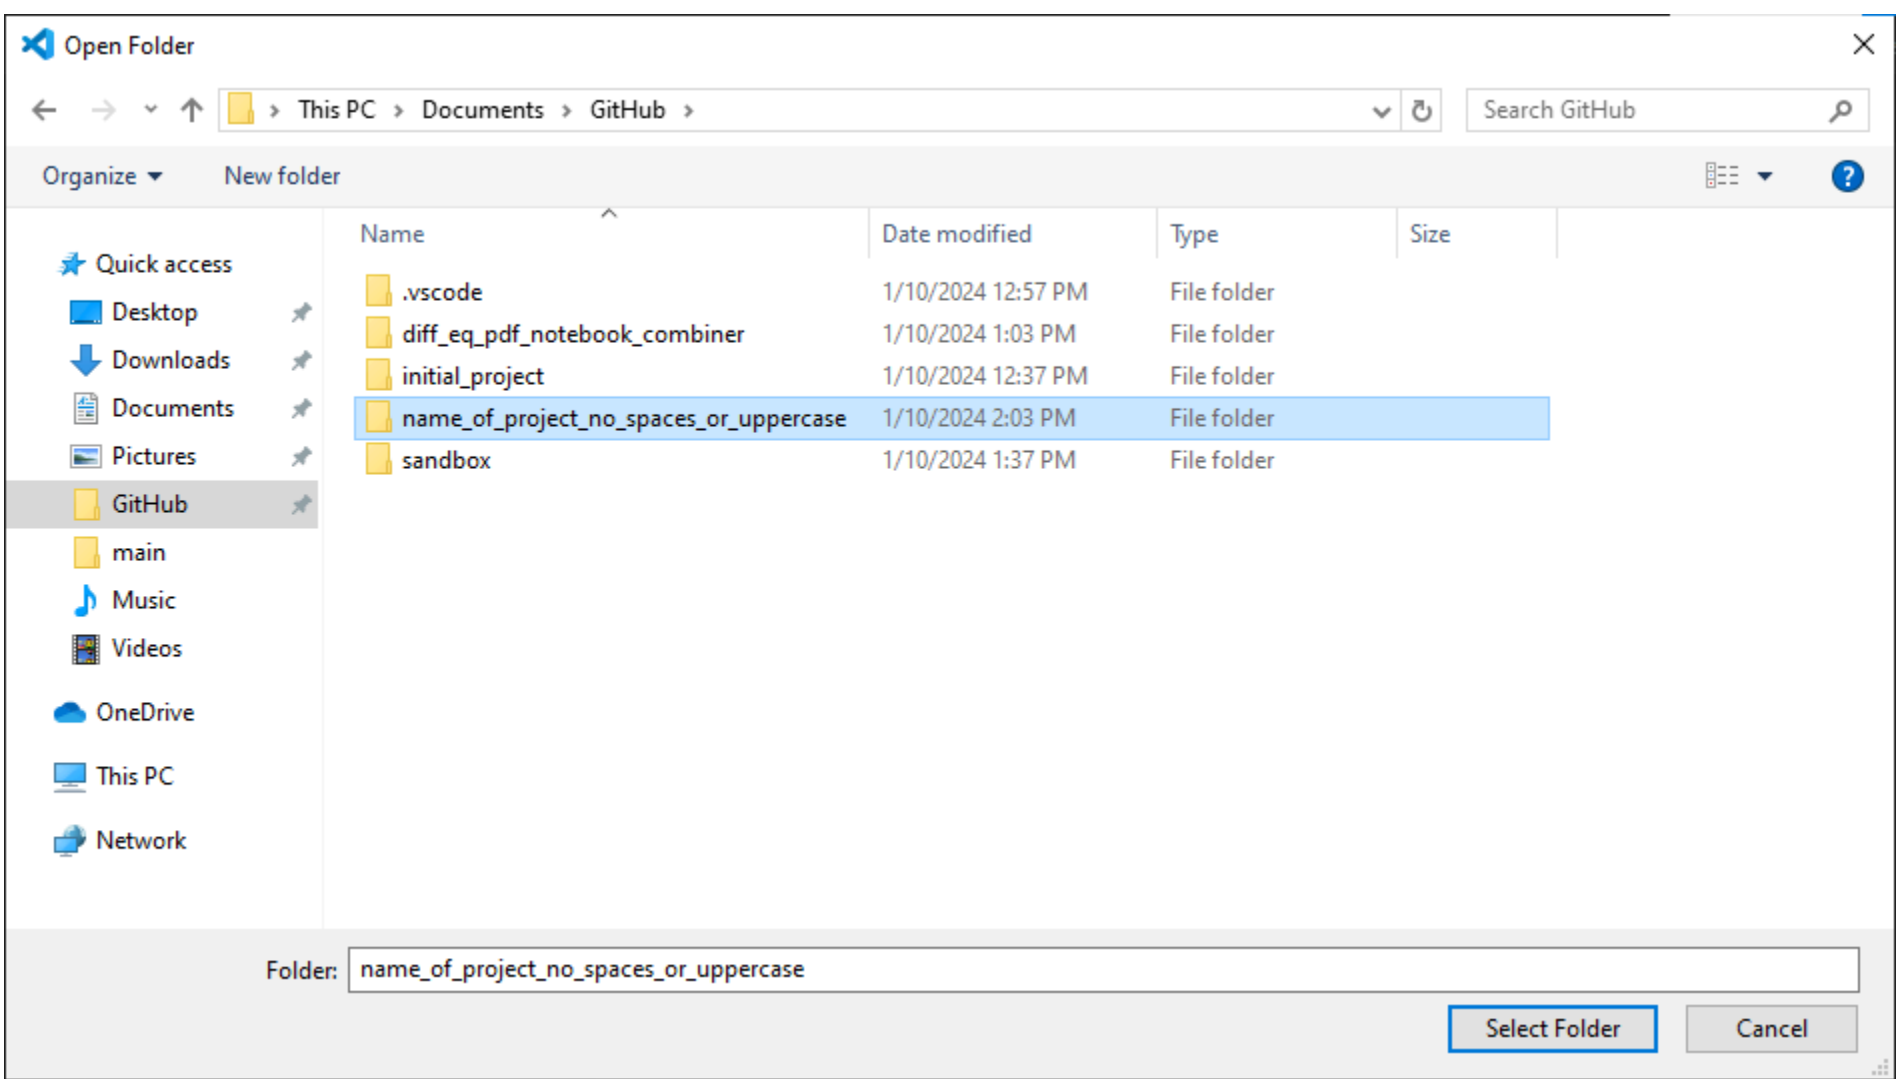 Open Folder
This PC Documents GitHub
Search GitHub
Organize New folder
?
Name Date modified Type Size
Quick access
Desktop
Downloads
Documents
Pictures
GitHub
main
Music
Videos
OneDrive
This PC
Network
.vscode 1/10/2024 12:57 PM File folder
diff_eq_pdf_notebook_combiner 1/10/2024 1:03 PM File folder
initial_project 1/10/2024 12:37 PM File folder
name_of_project_no_spaces_or_uppercase 1/10/2024 2:03 PM File folder
sandbox 1/10/2024 1:37 PM File folder
Folder: name_of_project_no_spaces_or_uppercase
Select Folder Cancel